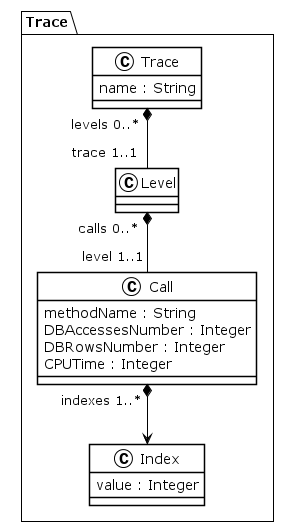 Trace
C Trace
name : String
levels 0..*
trace 1..1
C Level
calls 0..*
level 1..1
C Call
methodName : String
DBAccessesNumber : Integer
DBRowsNumber : Integer
CPUTime : Integer
indexes 1..*
C Index
value : Integer